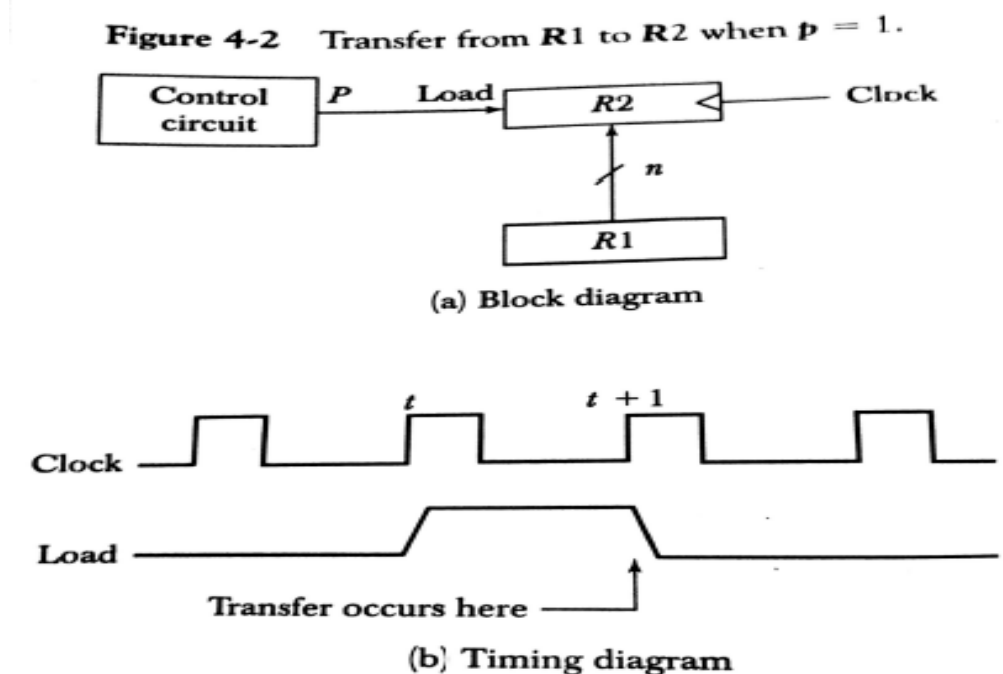 Figure 4-2 Transfer from R1 to R2 when p = 1.
Control
circuit
P
Load
R2
Clock
n
R1
(a) Block diagram
t
t + 1
Clock
Load
Transfer occurs here
(b) Timing diagram